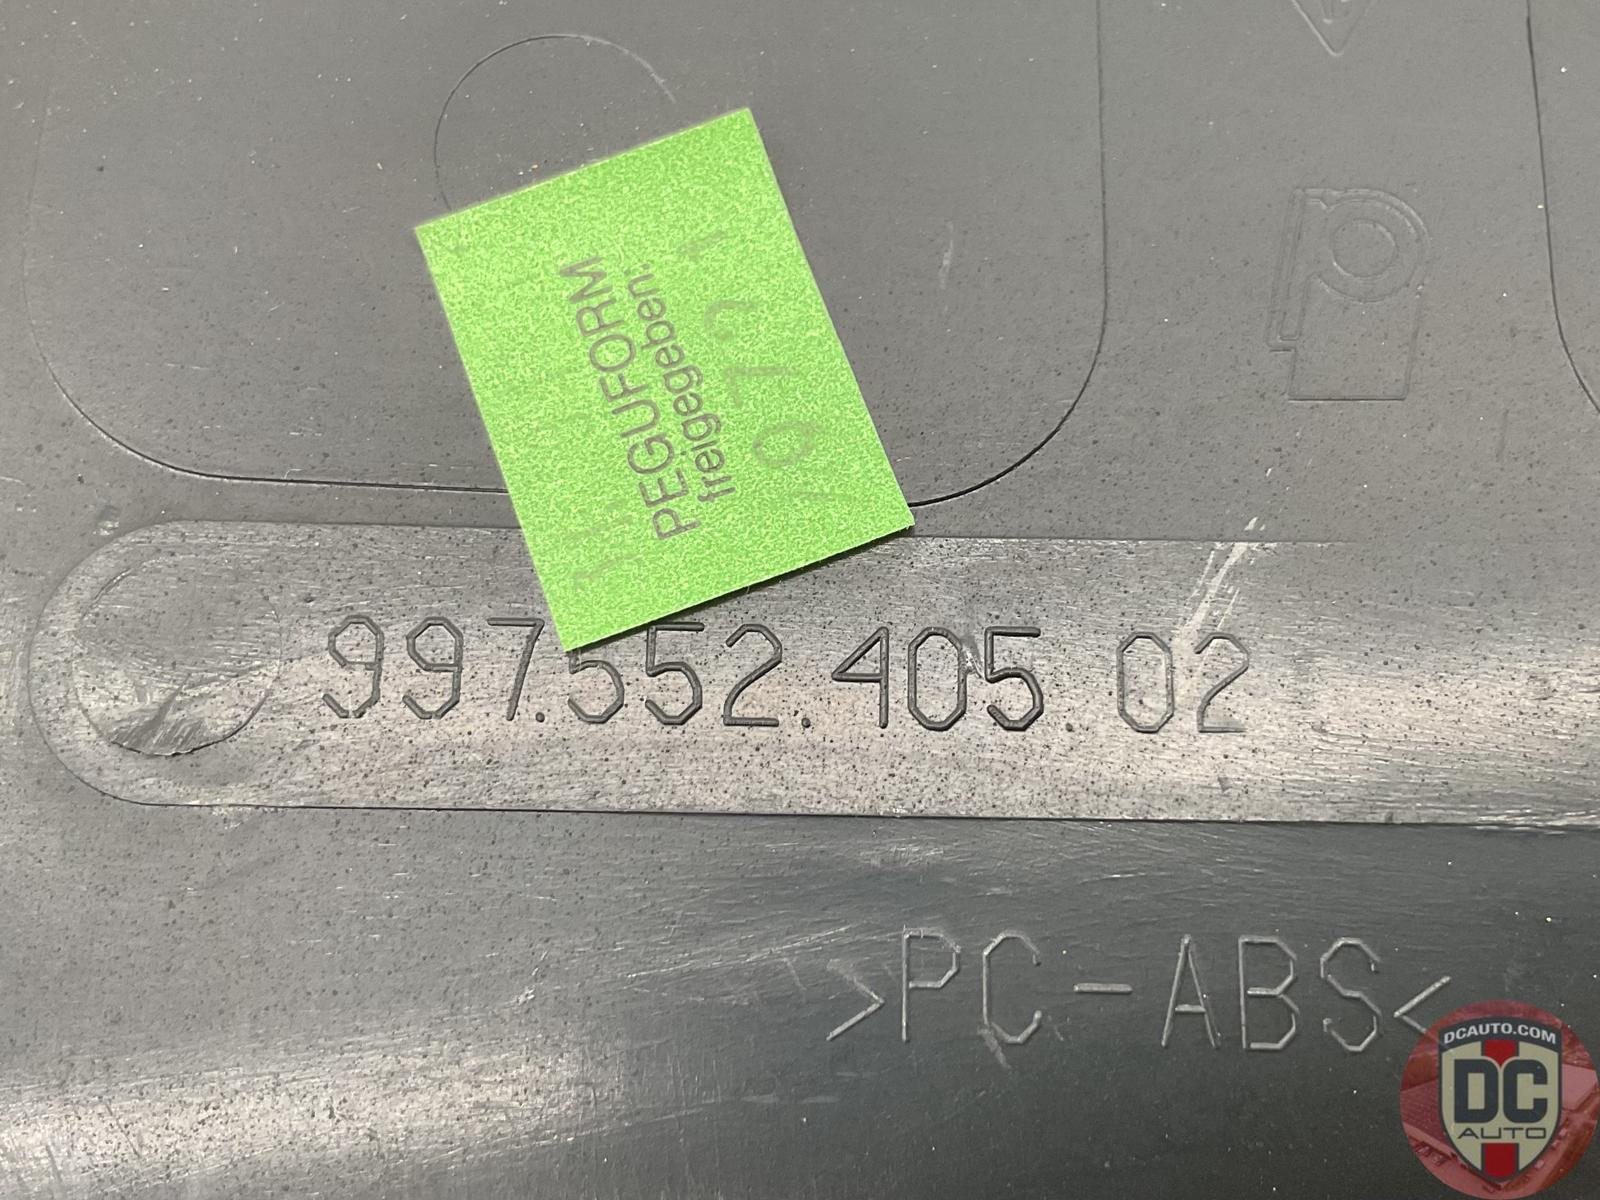 PEGUFORM
freigegeben:
997.552.405 02
>PC-ABS<
DCAUTO.COM
DC
AUTO